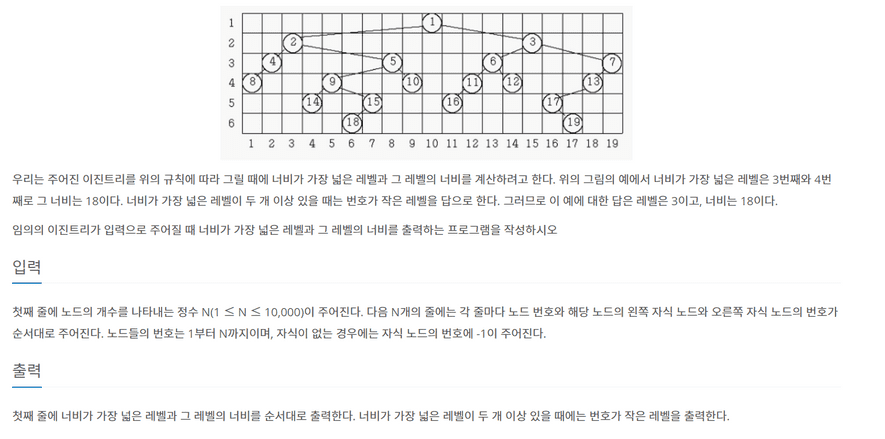 1 1
2 2 3
3 4 5 6 7
4 8 9 10 11 12 13
5 14 15 16 17
6 18 19
1 2 3 4 5 6 7 8 9 10 11 12 13 14 15 16 17 18 19
우리는 주어진 이진트리를 위의 규칙에 따라 그릴 때에 너비가 가장 넓은 레벨과 그 레벨의 너비를 계산하려고 한다. 위의 그림의 예에서 너비가 가장 넓은 레벨은 3번째와 4번
째로 그 너비는 18이다. 너비가 가장 넓은 레벨이 두 개 이상 있을 때는 번호가 작은 레벨을 답으로 한다. 그러므로 이 예에 대한 답은 레벨은 3이고, 너비는 18이다.
임의의 이진트리가 입력으로 주어질 때 너비가 가장 넓은 레벨과 그 레벨의 너비를 출력하는 프로그램을 작성하시오
입력
첫째 줄에 노드의 개수를 나타내는 정수 N(1 ≤ N ≤ 10,000)이 주어진다. 다음 N개의 줄에는 각 줄마다 노드 번호와 해당 노드의 왼쪽 자식 노드와 오른쪽 자식 노드의 번호가
순서대로 주어진다. 노드들의 번호는 1부터 N까지이며, 자식이 없는 경우에는 자식 노드의 번호에 -1이 주어진다.
출력
첫째 줄에 너비가 가장 넓은 레벨과 그 레벨의 너비를 순서대로 출력한다. 너비가 가장 넓은 레벨이 두 개 이상 있을 때에는 번호가 작은 레벨을 출력한다.